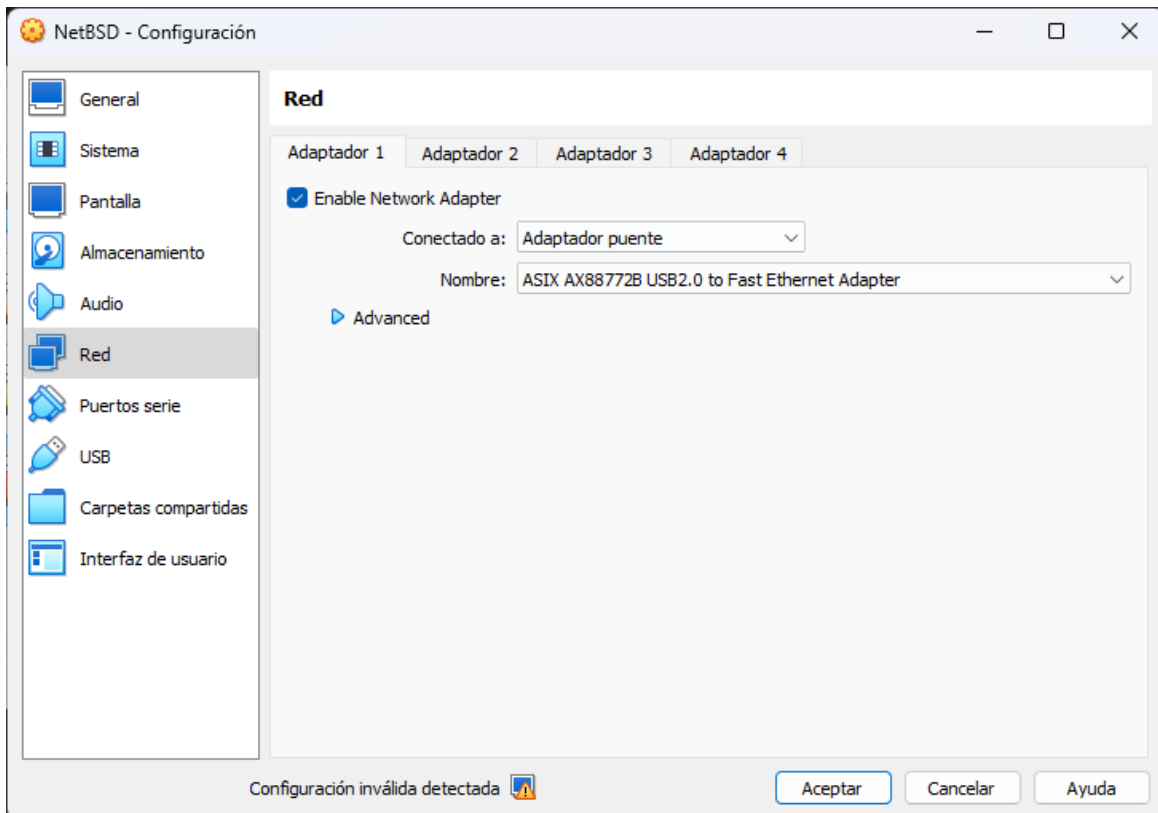 NetBSD - Configuración
General
Sistema
Pantalla
Almacenamiento
Audio
Red
Puertos serie
USB
Carpetas compartidas
Interfaz de usuario
Red
Adaptador 1 Adaptador 2 Adaptador 3 Adaptador 4
Enable Network Adapter
Conectado a: Adaptador puente
Nombre: ASIX AX88772B USB2.0 to Fast Ethernet Adapter
Advanced
Configuración inválida detectada
Aceptar Cancelar Ayuda